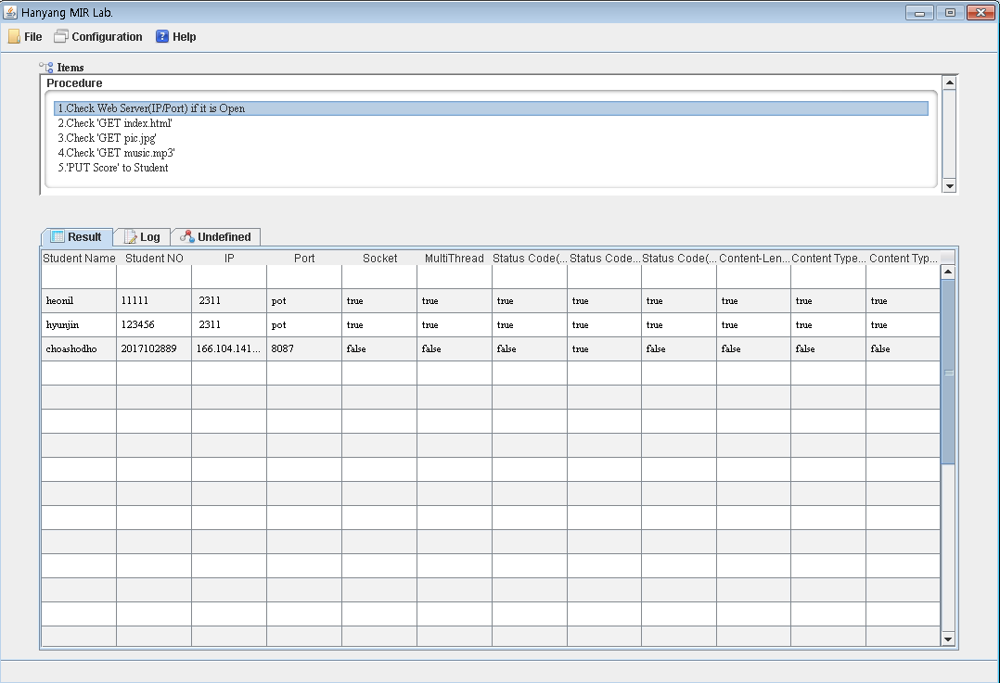 Hanyang MIR Lab.
File Configuration Help
Items
Procedure
1.Check Web Server(IP/Port) if it is Open
2.Check 'GET index.html'
3.Check 'GET pic.jpg'
4.Check 'GET music.mp3'
5.'PUT Score' to Student
Result Log Undefined
Student Name Student NO IP Port Socket MultiThread Status Code(... Status Code... Status Code(... Content-Len... Content Type... Content Typ...
heonil 11111 2311 pot true true true true true true true true
hyunjin 123456 2311 pot true true true true true true true true
choashodho 2017102889 166.104.141... 8087 false false false true false false false false